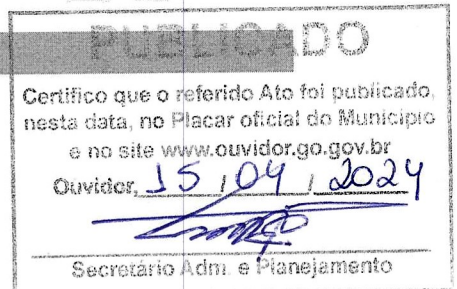 PUBLICADO
Certifico que o referido Ato foi publicado,
nesta data, no Placar oficial do Município
e no site www.ouvidor.go.gov.br
Ouvidor, 15 / 04 / 2024
Secretário Adm. e Planejamento